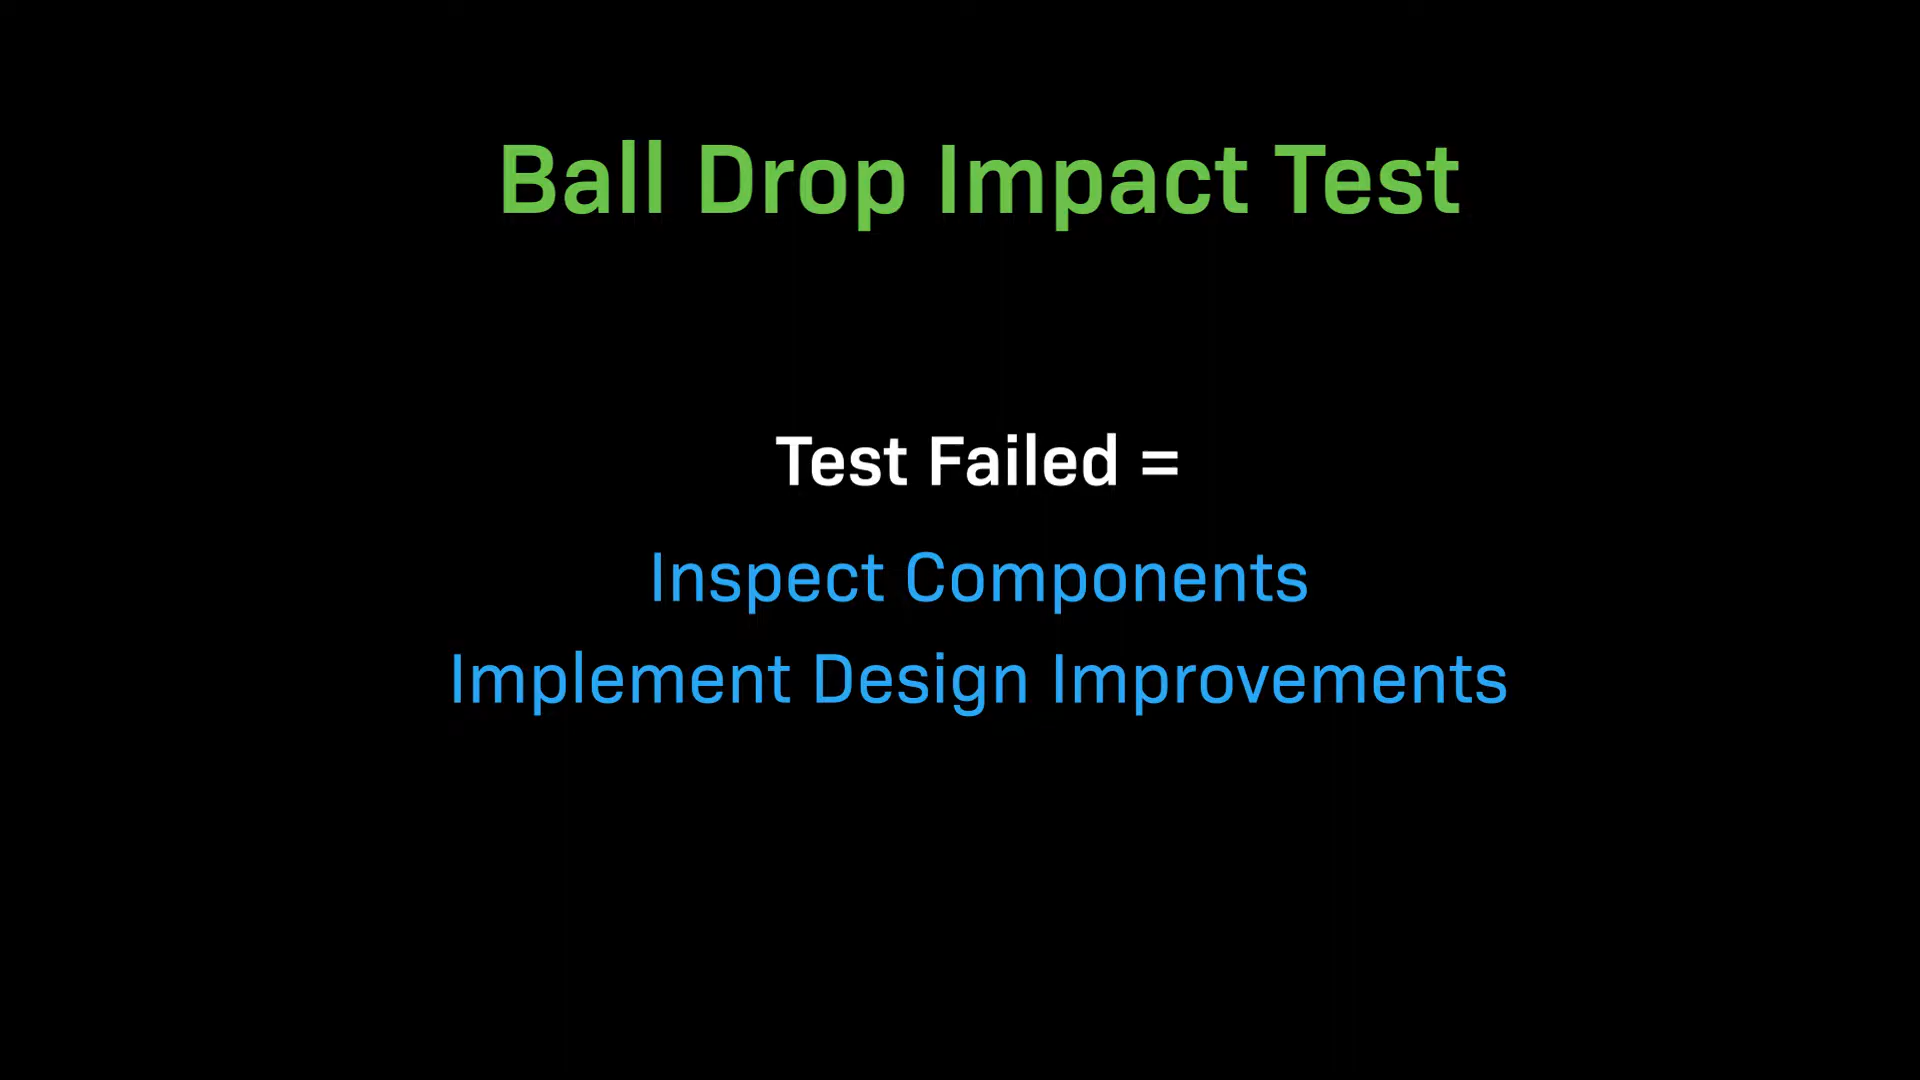 Ball Drop Impact Test
Test Failed =
Inspect Components
Implement Design Improvements